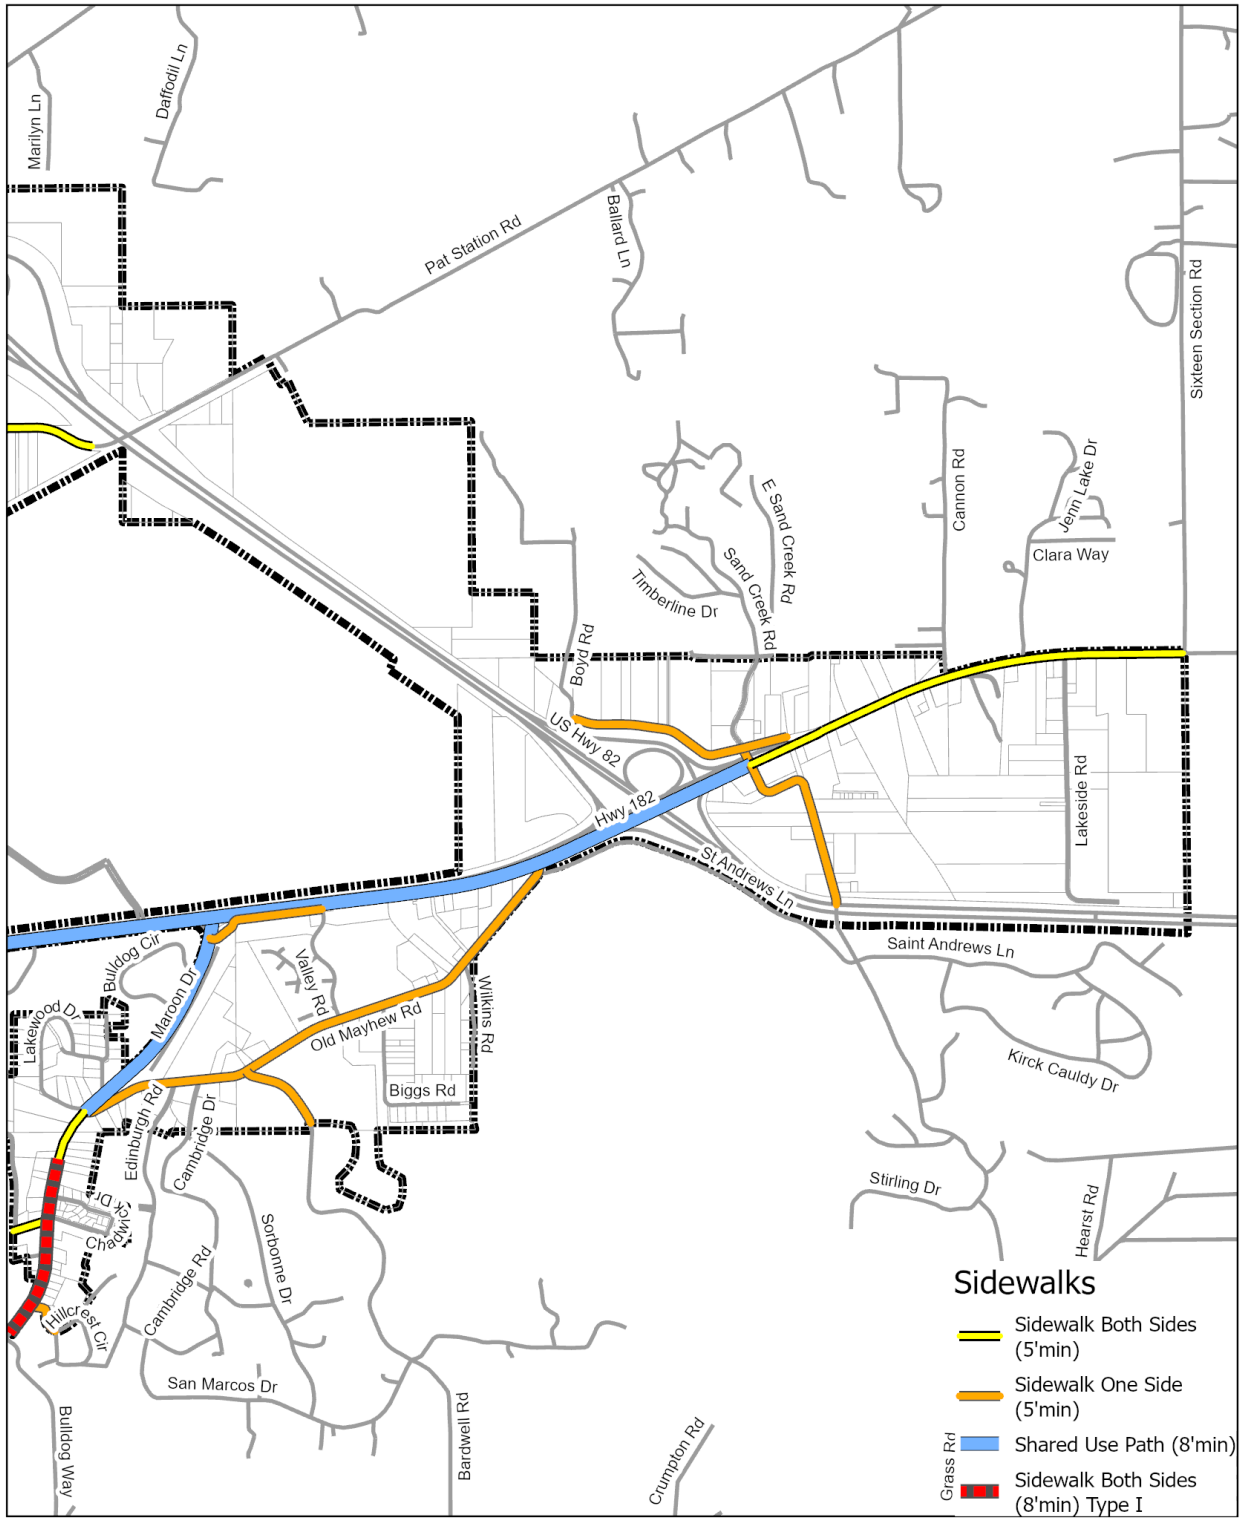 Daffodil Ln
Marilyn Ln
Ballard Ln
Pat Station Rd
Sixteen Section Rd
Cannon Rd
Jenn Lake Dr
E Sand Creek Rd
Clara Way
Sand Creek Rd
Timberline Dr
Boyd Rd
US Hwy 82
Hwy 182
Lakeside Rd
St Andrews Ln
Saint Andrews Ln
Bulldog Cir
Valley Rd
Maroon Dr
Wilkins Rd
Lakewood Dr
Old Mayhew Rd
Kirck Cauldy Dr
Biggs Rd
Edinburgh Rd
Cambridge Dr
Stirling Dr
Chadwick Dr
Hearst Rd
Sorbonne Dr
Cambridge Rd
Hillcrest Cir
San Marcos Dr
Bulldog Way
Bardwell Rd
Crumpton Rd
Grass Rd
Sidewalks
Sidewalk Both Sides
(5'min)
Sidewalk One Side
(5'min)
Shared Use Path (8'min)
Sidewalk Both Sides
(8'min) Type I